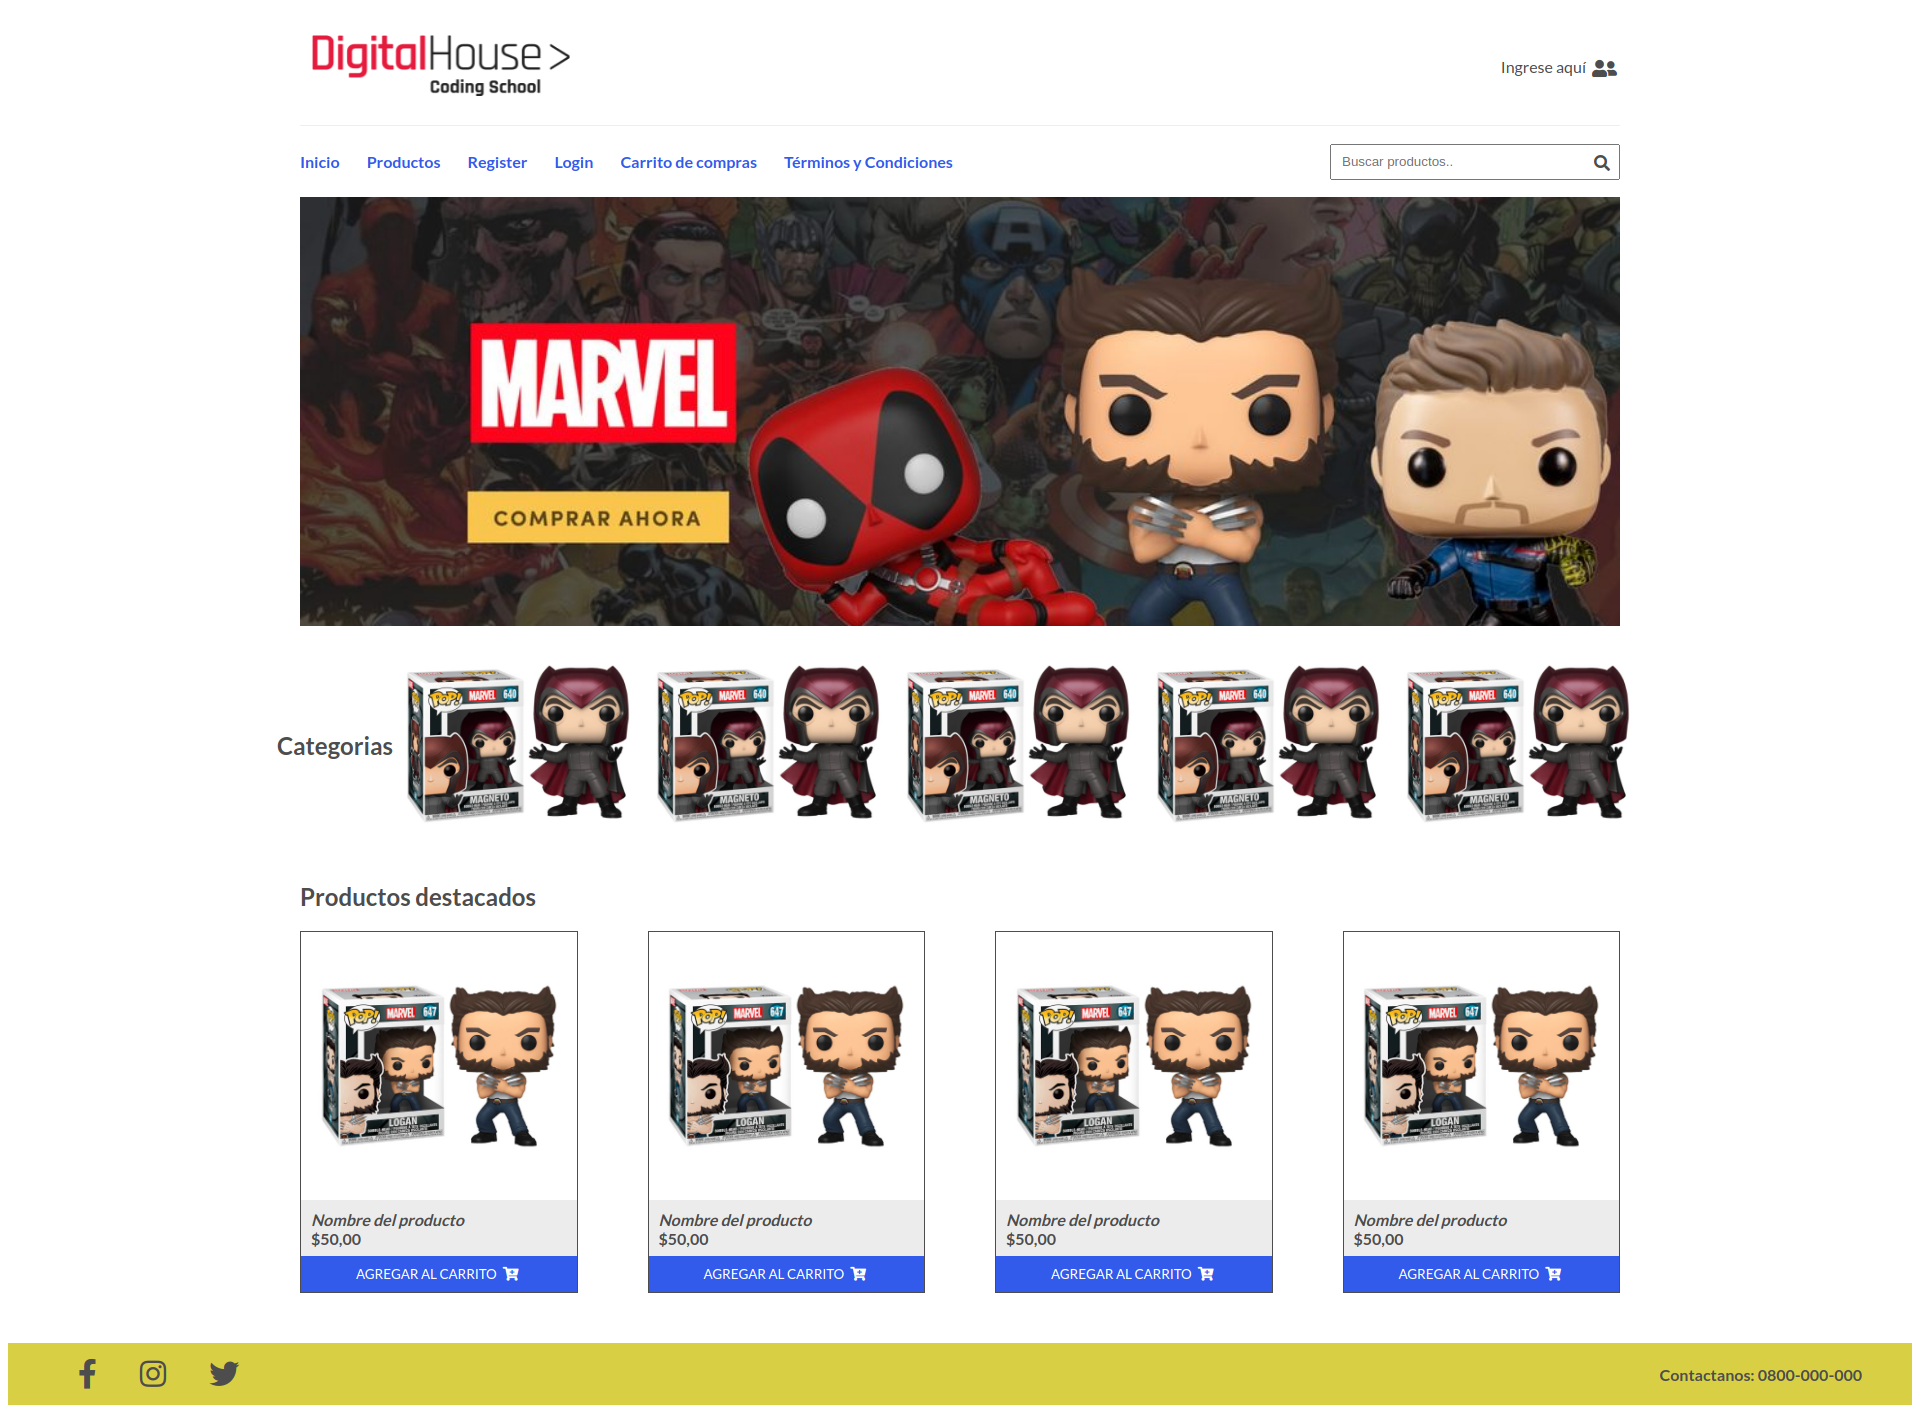 DigitalHouse >
Coding School
Ingrese aquí
Inicio Productos Register Login Carrito de compras Términos y Condiciones
Buscar productos..
MARVEL
COMPRAR AHORA
Categorias
POP! MARVEL 640
MAGNETO
POP! MARVEL 640
MAGNETO
POP! MARVEL 640
MAGNETO
POP! MARVEL 640
MAGNETO
POP! MARVEL 640
MAGNETO
Productos destacados
POP! MARVEL 647
LOGAN
Nombre del producto
$50,00
AGREGAR AL CARRITO
POP! MARVEL 647
LOGAN
Nombre del producto
$50,00
AGREGAR AL CARRITO
POP! MARVEL 647
LOGAN
Nombre del producto
$50,00
AGREGAR AL CARRITO
POP! MARVEL 647
LOGAN
Nombre del producto
$50,00
AGREGAR AL CARRITO
Contactanos: 0800-000-000